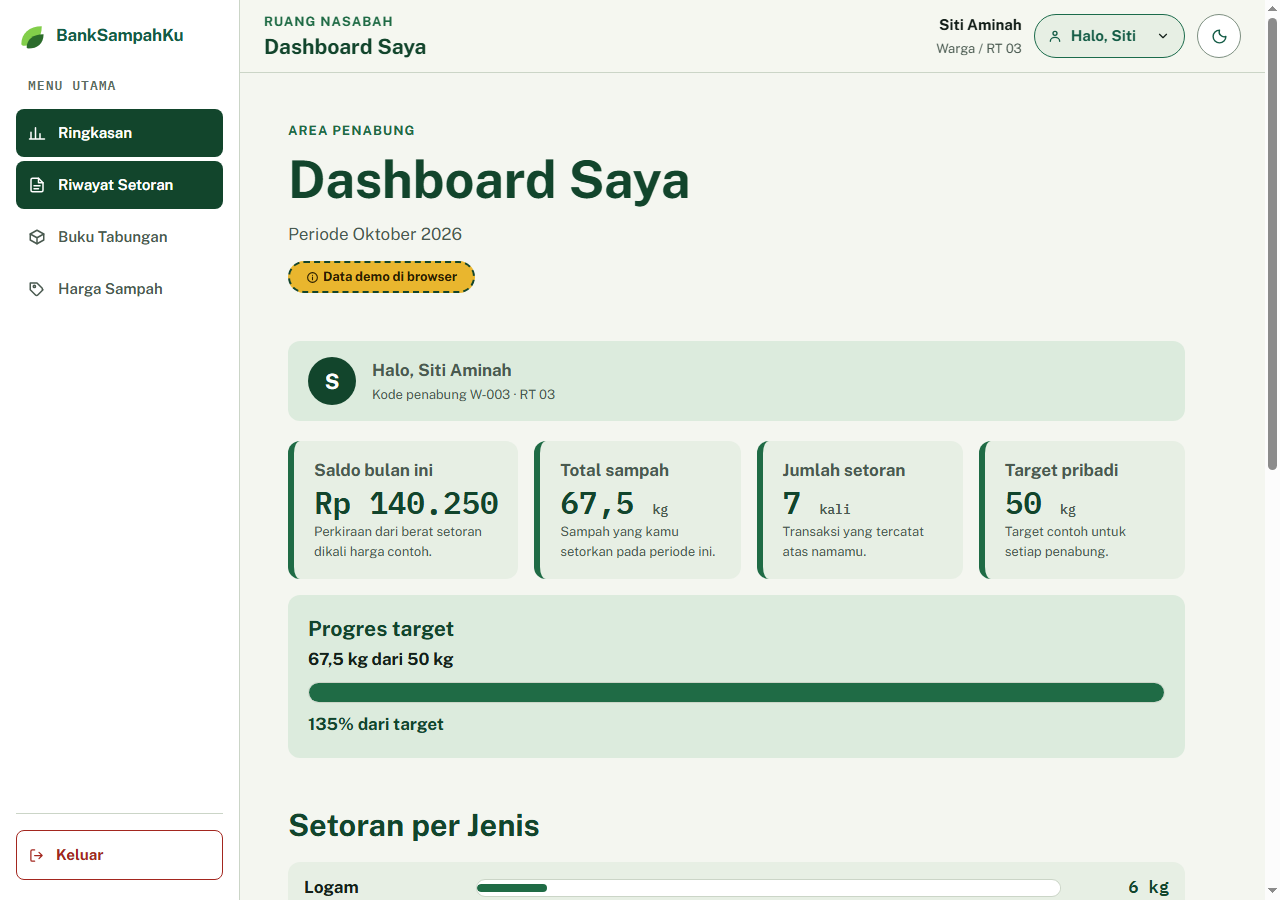 BankSampahKu
MENU UTAMA
Ringkasan
Riwayat Setoran
Buku Tabungan
Harga Sampah
Keluar
RUANG NASABAH
Dashboard Saya
Siti Aminah
Warga / RT 03
Halo, Siti
AREA PENABUNG
Dashboard Saya
Periode Oktober 2026
Data demo di browser
S
Halo, Siti Aminah
Kode penabung W-003 · RT 03
Saldo bulan ini
Rp 140.250
Perkiraan dari berat setoran
dikali harga contoh.
Total sampah
67,5 kg
Sampah yang kamu
setorkan pada periode ini.
Jumlah setoran
7 kali
Transaksi yang tercatat
atas namamu.
Target pribadi
50 kg
Target contoh untuk
setiap penabung.
Progres target
67,5 kg dari 50 kg
135% dari target
Setoran per Jenis
Logam 6 kg